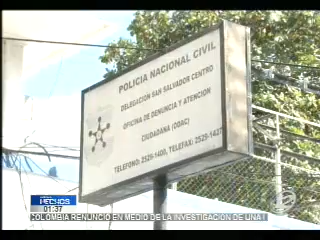 POLICIA NACIONAL CIVIL
DELEGACION SAN SALVADOR CENTRO
OFICINA DE DENUNCIA Y ATENCION
CIUDADANA (ODAC)
TELEFONO: 2526-1400, TELEFAX: 2529-1427
HECHOS
01:37
COLOMBIA RENUNCIO EN MEDIO DE LA INVESTIGACION DE UNA